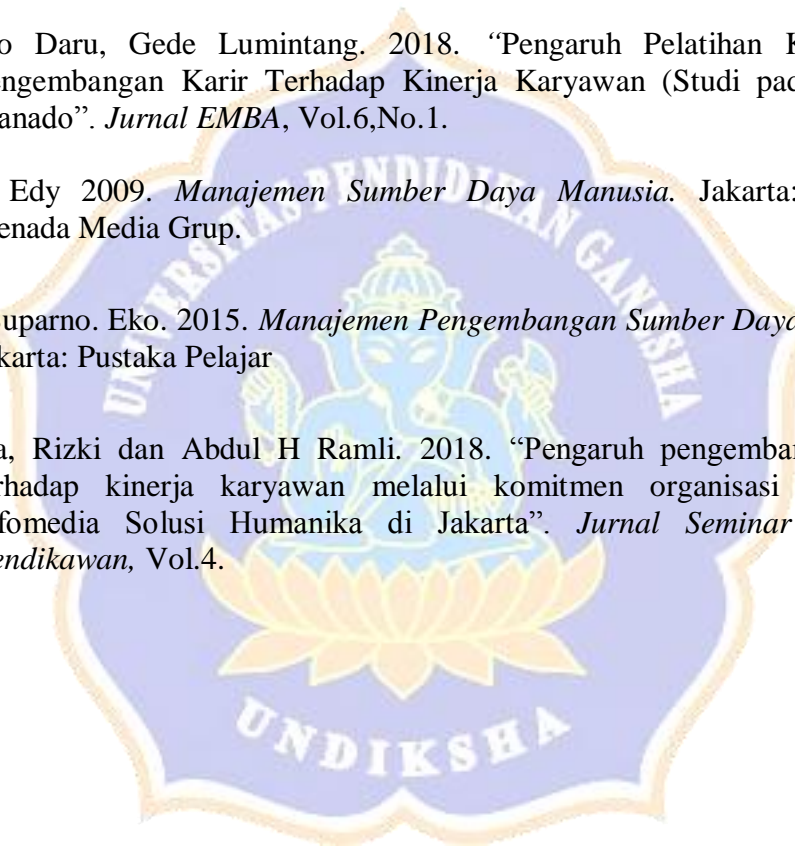 o Daru, Gede Lumintang. 2018. “Pengaruh Pelatihan K
engembangan Karir Terhadap Kinerja Karyawan (Studi pad
anado”. Jurnal EMBA, Vol.6,No.1.
Edy 2009. Manajemen Sumber Daya Manusia. Jakarta:
enada Media Grup.
uparno. Eko. 2015. Manajemen Pengembangan Sumber Daya
karta: Pustaka Pelajar
a, Rizki dan Abdul H Ramli. 2018. “Pengaruh pengemban
rhadap kinerja karyawan melalui komitmen organisasi
fomedia Solusi Humanika di Jakarta”. Jurnal Seminar
endikawan, Vol.4.
UNIVERSITAS PENDIDIKAN GANESHA
UNDIKSHA